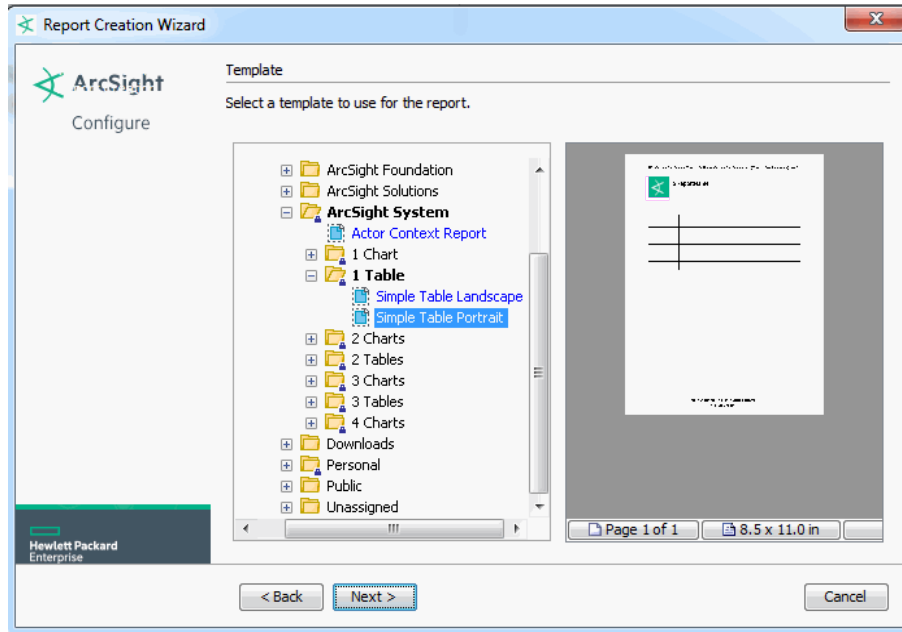 Report Creation Wizard
ArcSight
Configure
Template
Select a template to use for the report.
ArcSight Foundation
ArcSight Solutions
ArcSight System
Actor Context Report
1 Chart
1 Table
Simple Table Landscape
Simple Table Portrait
2 Charts
2 Tables
3 Charts
3 Tables
4 Charts
Downloads
Personal
Public
Unassigned
Page 1 of 1
8.5 x 11.0 in
Hewlett Packard
Enterprise
< Back
Next >
Cancel